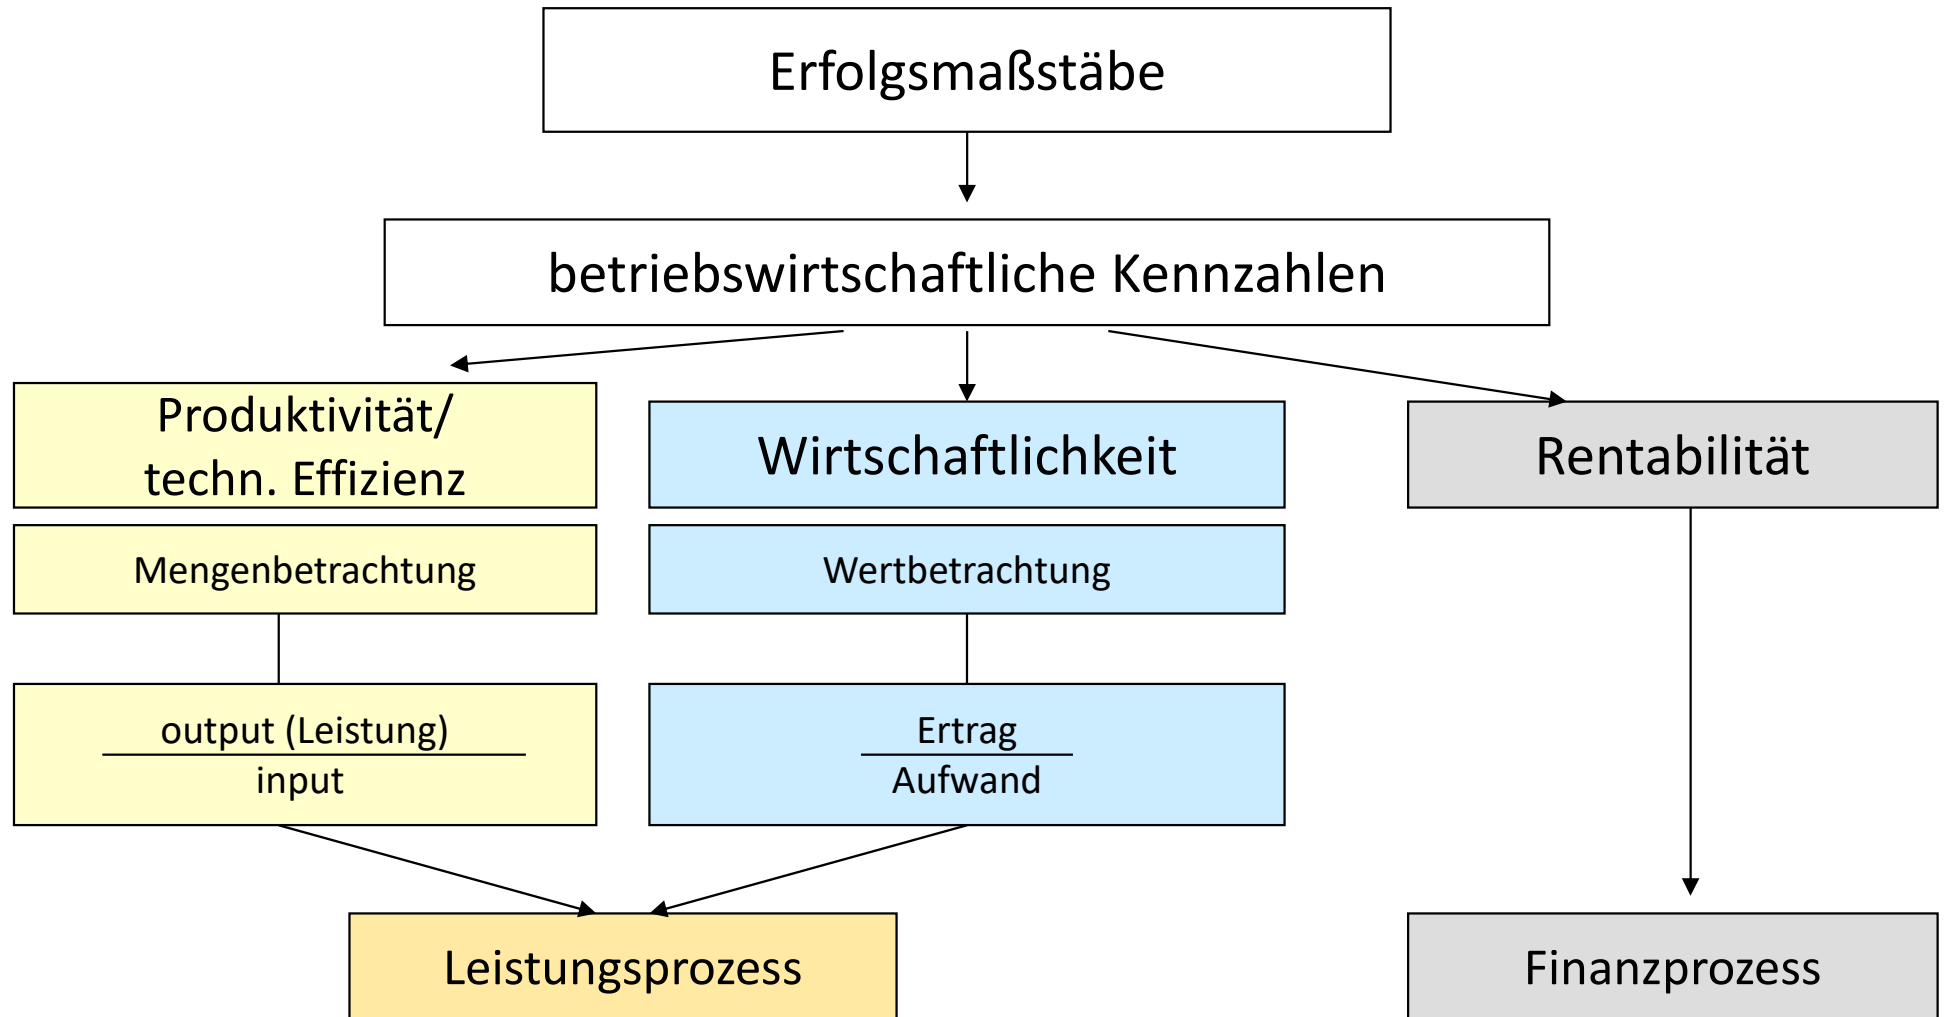 Erfolgsmaßstäbe
betriebswirtschaftliche Kennzahlen
Produktivität/
techn. Effizienz
Wirtschaftlichkeit
Rentabilität
Mengenbetrachtung
Wertbetrachtung
output (Leistung)
input
Ertrag
Aufwand
Leistungsprozess
Finanzprozess